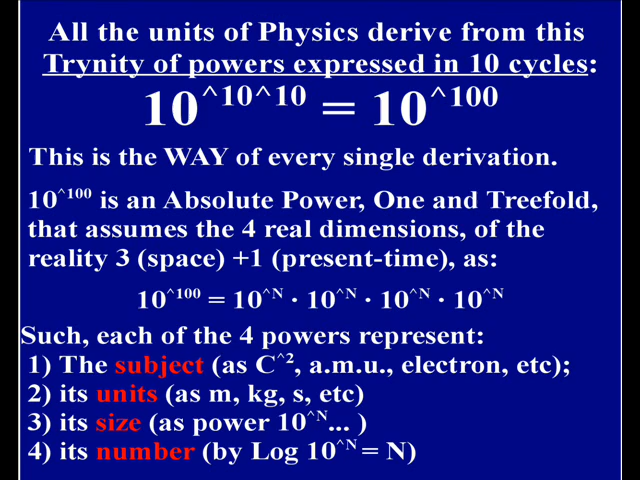 All the units of Physics derive from this
Trynity of powers expressed in 10 cycles:
10^10^10 = 10^100
This is the WAY of every single derivation.
10^100 is an Absolute Power, One and Treefold,
that assumes the 4 real dimensions, of the
reality 3 (space) +1 (present-time), as:
10^100 = 10^N · 10^N · 10^N · 10^N
Such, each of the 4 powers represent:
1) The subject (as C^2, a.m.u., electron, etc);
2) its units (as m, kg, s, etc)
3) its size (as power 10^N... )
4) its number (by Log 10^N = N)